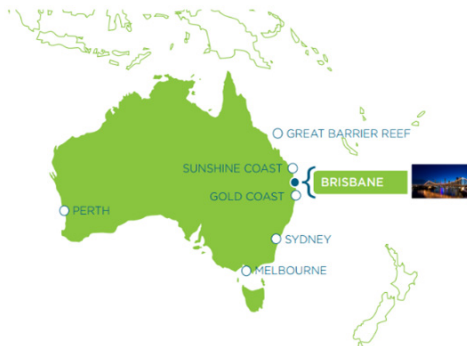 GREAT BARRIER REEF
SUNSHINE COAST
BRISBANE
GOLD COAST
PERTH
SYDNEY
MELBOURNE